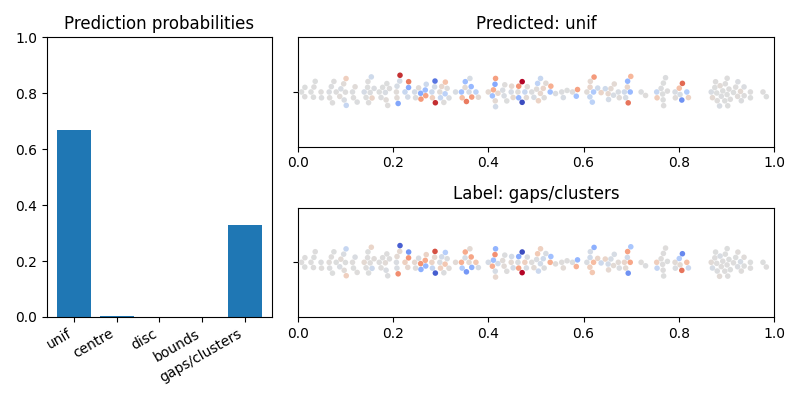 Prediction probabilities
1.0
0.8
0.6
0.4
0.2
0.0
unif
centre
disc
bounds
gaps/clusters
Predicted: unif
0.0 0.2 0.4 0.6 0.8 1.0
Label: gaps/clusters
0.0 0.2 0.4 0.6 0.8 1.0